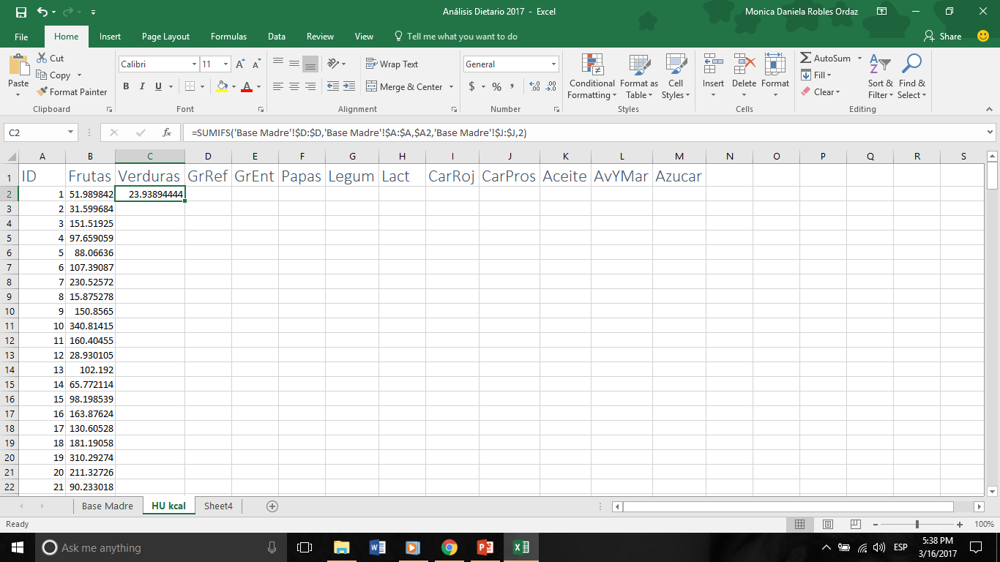 Análisis Dietario 2017 - Excel
Monica Daniela Robles Ordaz
File Home Insert Page Layout Formulas Data Review View Tell me what you want to do Share
Paste
Cut
Copy
Format Painter
Clipboard
Calibri 11
B I U
Font
Wrap Text
Merge & Center
Alignment
General
$ % ,
Number
Conditional Formatting
Format as Table
Cell Styles
Styles
Insert Delete Format
Cells
AutoSum
Fill
Clear
Sort & Filter
Find & Select
Editing
C2 fx =SUMIFS('Base Madre'!$D:$D,'Base Madre'!$A:$A,$A2,'Base Madre'!$J:$J,2)
A B C D E F G H I J K L M N O P Q R S
1 ID Frutas Verduras GrRef GrEnt Papas Legum Lact CarRoj CarPros Aceite AvYMar Azucar
2 1 51.989842 23.93894444
3 2 31.599684
4 3 151.51925
5 4 97.659059
6 5 88.06636
7 6 107.39087
8 7 230.52572
9 8 15.875278
10 9 150.8565
11 10 340.81415
12 11 160.40455
13 12 28.930105
14 13 102.192
15 14 65.772114
16 15 98.198539
17 16 163.87624
18 17 130.60528
19 18 181.19058
20 19 310.29274
21 20 211.32726
22 21 90.233018
Base Madre HU kcal Sheet4
Ready 100%
Ask me anything
ESP
5:38 PM
3/16/2017